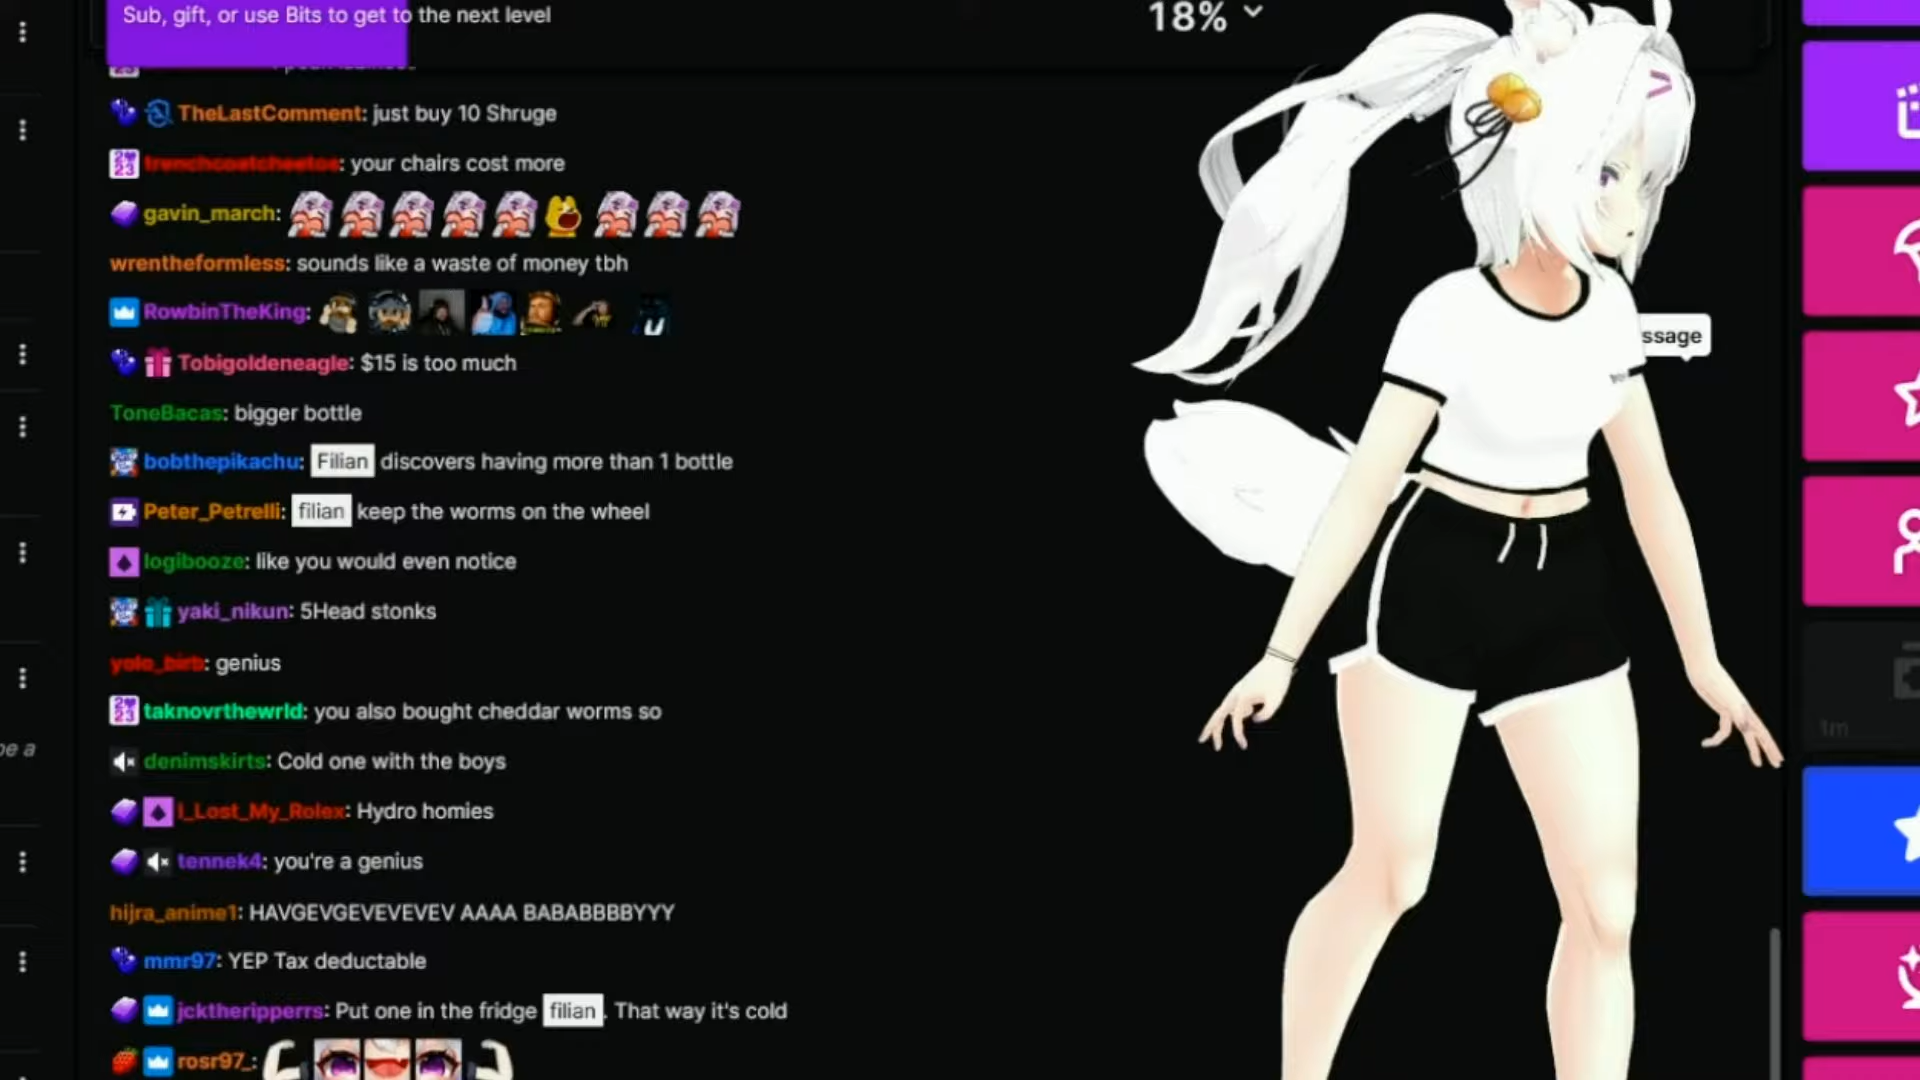 Sub, gift, or use Bits to get to the next level
18%
TheLastComment: just buy 10 Shruge
trenchcoatcheetos: your chairs cost more
gavin_march:
wrentheformless: sounds like a waste of money tbh
RowbinTheKing:
Tobigoldeneagle: $15 is too much
ssage
ToneBacas: bigger bottle
bobthepikachu: Filian discovers having more than 1 bottle
Peter_Petrelli: filian keep the worms on the wheel
logibooze: like you would even notice
yaki_nikun: 5Head stonks
yolo_birb: genius
taknovrthewrld: you also bought cheddar worms so
1m
be a
denimskirts: Cold one with the boys
I_Lost_My_Rolex: Hydro homies
tennek4: you're a genius
hijra_anime1: HAVGEVGEVEVEVEV AAAA BABABBBBYYY
mmr97: YEP Tax deductable
jcktheripperrs: Put one in the fridge filian. That way it's cold
rosr97_: